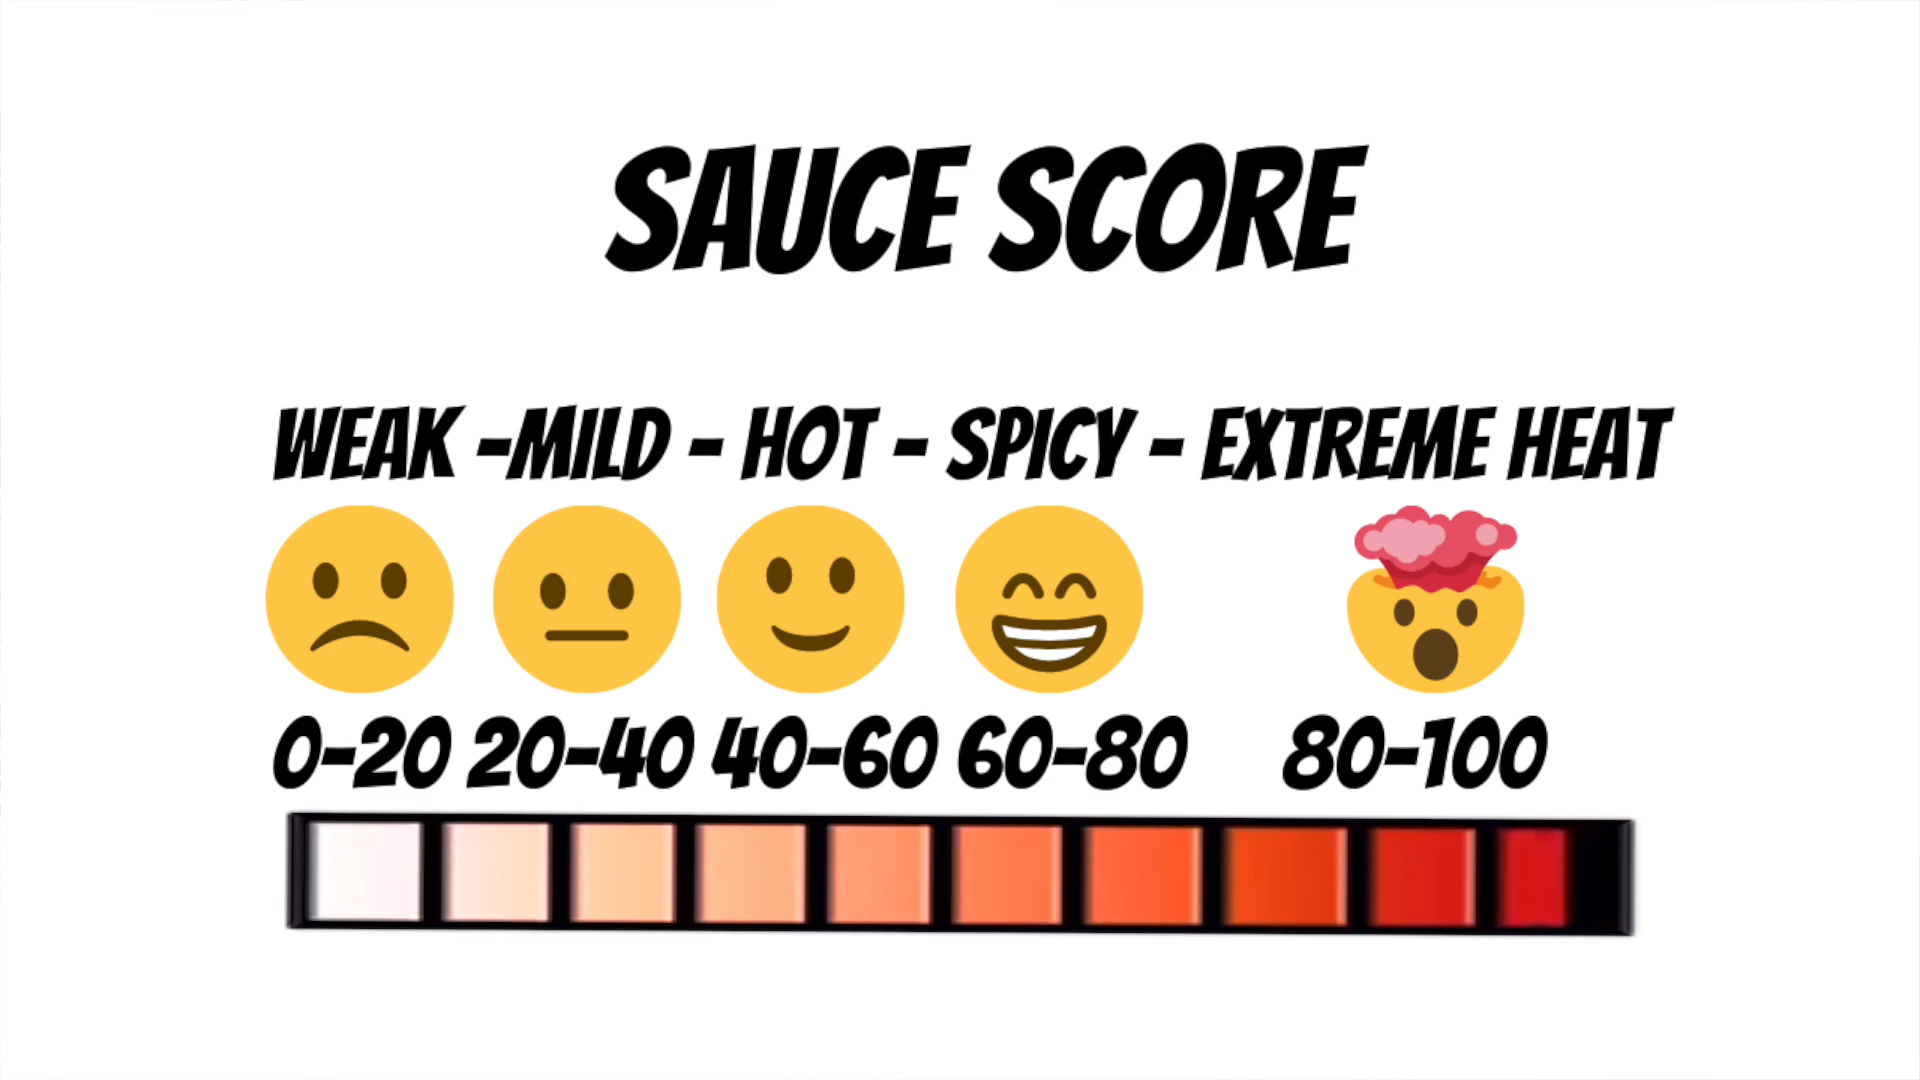 SAUCE SCORE
WEAK -MILD - HOT - SPICY - EXTREME HEAT
0-20 20-40 40-60 60-80 80-100